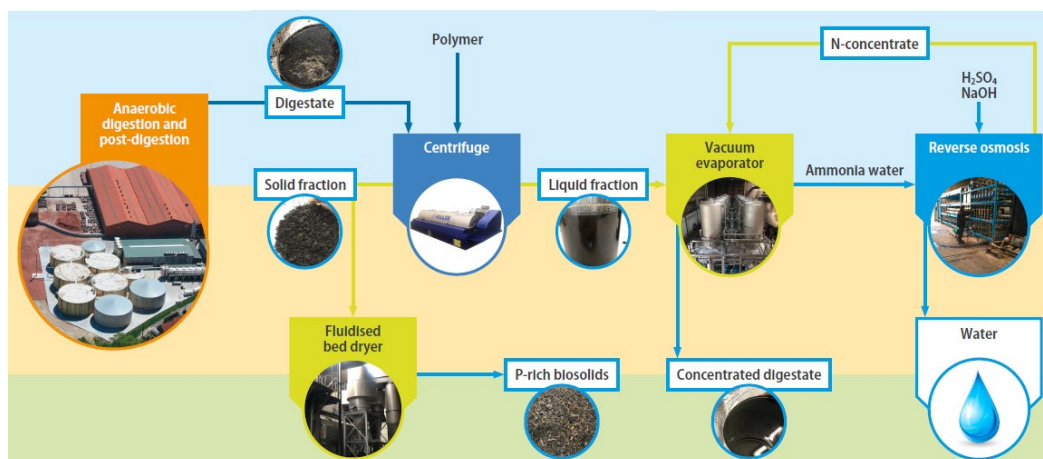 Polymer
N-concentrate
H₂SO₄
NaOH
Digestate
Anaerobic
digestion and
post-digestion
Centrifuge
Vacuum
evaporator
Ammonia water
Reverse osmosis
Solid fraction
Liquid fraction
Fluidised
bed dryer
P-rich biosolids
Concentrated digestate
Water